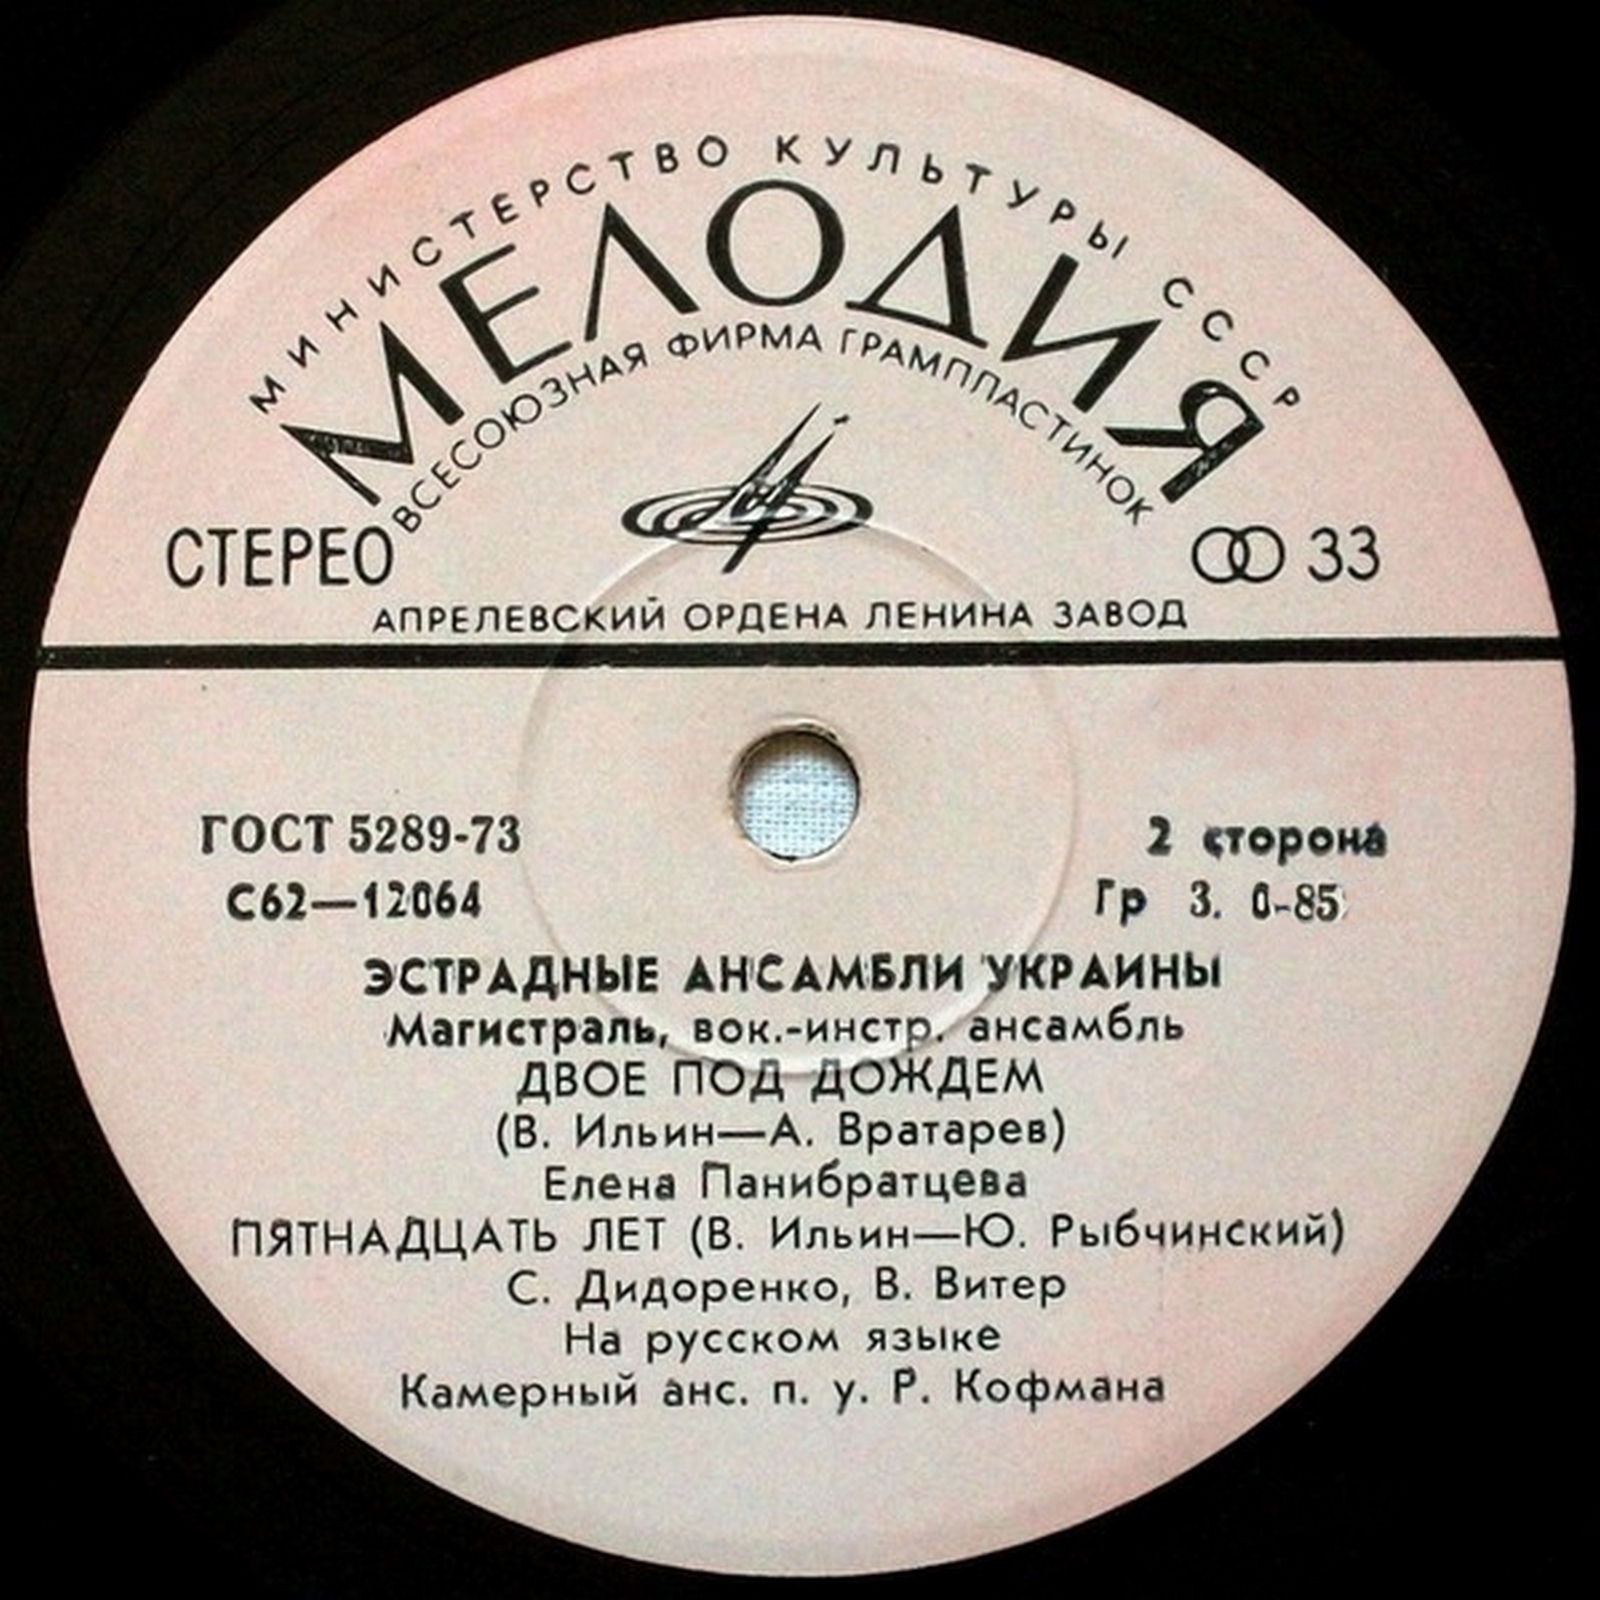 МИНИСТЕРСТВО КУЛЬТУРЫ СССР
МЕЛОДИЯ
ВСЕСОЮЗНАЯ ФИРМА ГРАМПЛАСТИНОК
СТЕРЕО 33
АПРЕЛЕВСКИЙ ОРДЕНА ЛЕНИНА ЗАВОД
ГОСТ 5289-73 2 сторона
С62—12064 Гр 3. 0-85
ЭСТРАДНЫЕ АНСАМБЛИ УКРАИНЫ
Магистраль, вок.-инстр. ансамбль
ДВОЕ ПОД ДОЖДЕМ
(В. Ильин—А. Вратарев)
Елена Панибратцева
ПЯТНАДЦАТЬ ЛЕТ (В. Ильин—Ю. Рыбчинский)
С. Дидоренко, В. Витер
На русском языке
Камерный анс. п. у. Р. Кофмана